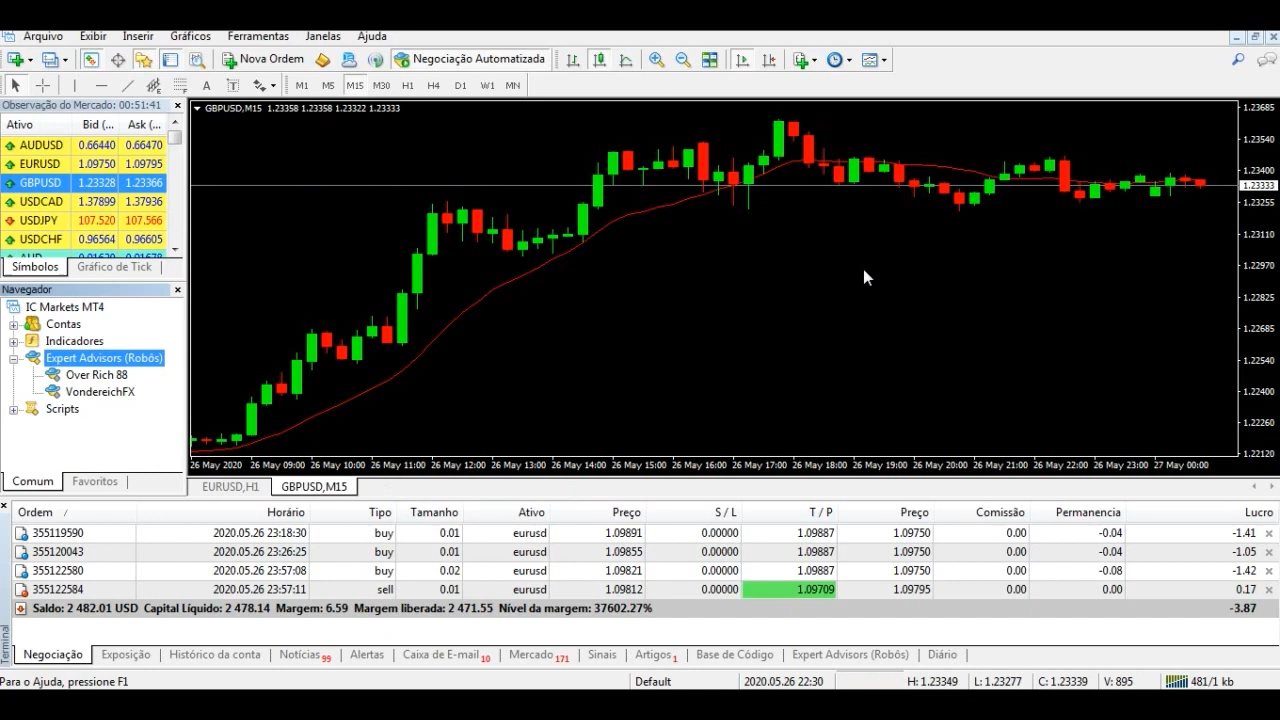 Arquivo Exibir Inserir Gráficos Ferramentas Janelas Ajuda
Nova Ordem Negociação Automatizada
A T M1 M5 M15 M30 H1 H4 D1 W1 MN
Observação do Mercado: 00:51:41
Ativo Bid (... Ask (...
AUDUSD 0.66440 0.66470
EURUSD 1.09750 1.09795
GBPUSD 1.23328 1.23366
USDCAD 1.37899 1.37936
USDJPY 107.520 107.566
USDCHF 0.96564 0.96605
Símbolos Gráfico de Tick
Navegador
IC Markets MT4
Contas
Indicadores
Expert Advisors (Robôs)
Over Rich 88
VondereichFX
Scripts
Comum Favoritos
GBPUSD,M15 1.23358 1.23358 1.23322 1.23333
1.23685
1.23540
1.23400
1.23333
1.23255
1.23110
1.22970
1.22825
1.22685
1.22540
1.22400
1.22260
1.22120
26 May 2020 26 May 09:00 26 May 10:00 26 May 11:00 26 May 12:00 26 May 13:00 26 May 14:00 26 May 15:00 26 May 16:00 26 May 17:00 26 May 18:00 26 May 19:00 26 May 20:00 26 May 21:00 26 May 22:00 26 May 23:00 27 May 00:00
EURUSD,H1 GBPUSD,M15
Ordem / Horário Tipo Tamanho Ativo Preço S / L T / P Preço Comissão Permanencia Lucro
355119590 2020.05.26 23:18:30 buy 0.01 eurusd 1.09891 0.00000 1.09887 1.09750 0.00 -0.04 -1.41
355120043 2020.05.26 23:26:25 buy 0.01 eurusd 1.09855 0.00000 1.09887 1.09750 0.00 -0.04 -1.05
355122580 2020.05.26 23:57:08 buy 0.02 eurusd 1.09821 0.00000 1.09887 1.09750 0.00 -0.08 -1.42
355122584 2020.05.26 23:57:11 sell 0.01 eurusd 1.09812 0.00000 1.09709 1.09795 0.00 0.00 0.17
Saldo: 2 482.01 USD Capital Líquido: 2 478.14 Margem: 6.59 Margem liberada: 2 471.55 Nível da margem: 37602.27% -3.87
Terminal
Negociação Exposição Histórico da conta Notícias 99 Alertas Caixa de E-mail 10 Mercado 171 Sinais Artigos 1 Base de Código Expert Advisors (Robôs) Diário
Para o Ajuda, pressione F1 Default 2020.05.26 22:30 H: 1.23349 L: 1.23277 C: 1.23339 V: 895 481/1 kb